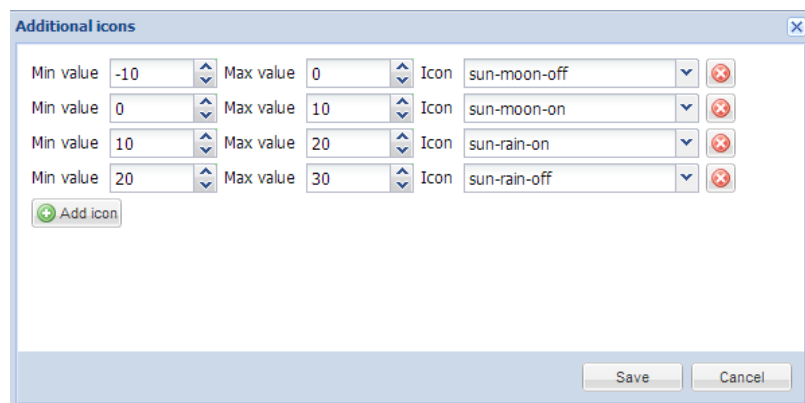 Additional icons
Min value -10 Max value 0 Icon sun-moon-off
Min value 0 Max value 10 Icon sun-moon-on
Min value 10 Max value 20 Icon sun-rain-on
Min value 20 Max value 30 Icon sun-rain-off
Add icon
Save Cancel